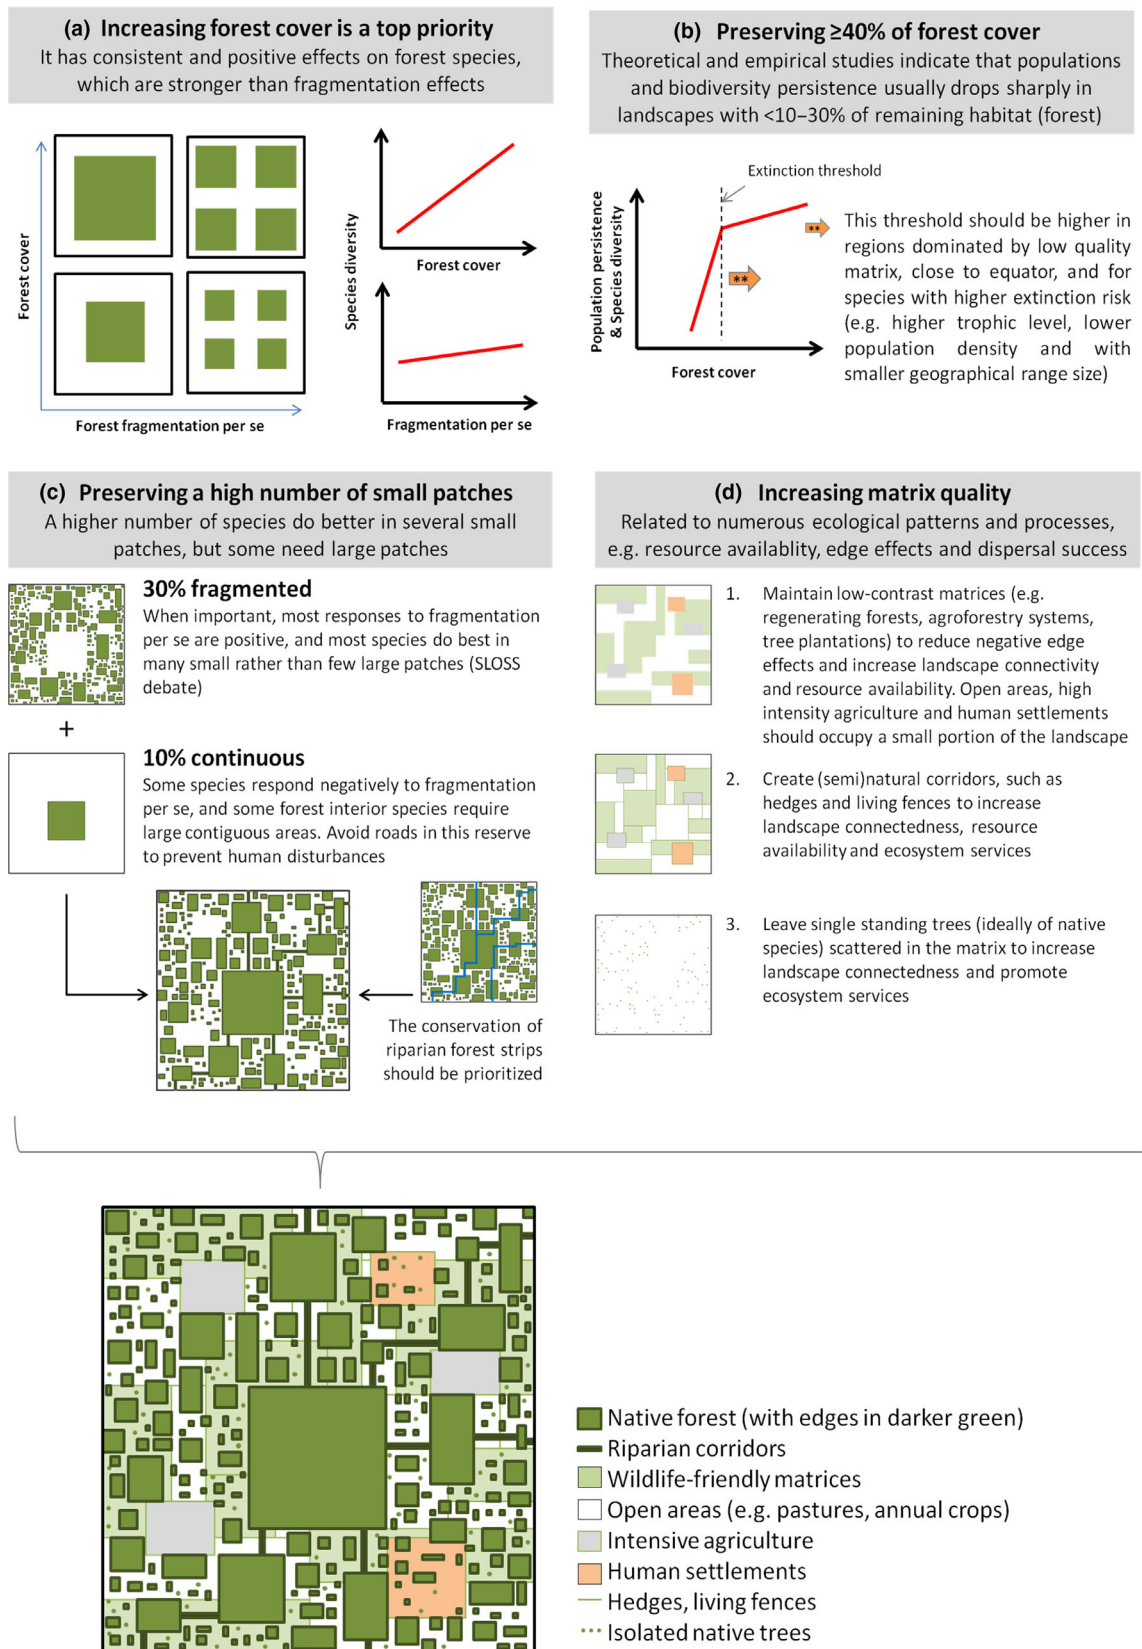 (a) Increasing forest cover is a top priority
It has consistent and positive effects on forest species,
which are stronger than fragmentation effects
Forest cover
Forest fragmentation per se
Species diversity
Forest cover
Fragmentation per se
(b) Preserving ≥40% of forest cover
Theoretical and empirical studies indicate that populations
and biodiversity persistence usually drops sharply in
landscapes with <10–30% of remaining habitat (forest)
Extinction threshold
Population persistence
& Species diversity
**
**
Forest cover
This threshold should be higher in
regions dominated by low quality
matrix, close to equator, and for
species with higher extinction risk
(e.g. higher trophic level, lower
population density and with
smaller geographical range size)
(c) Preserving a high number of small patches
A higher number of species do better in several small
patches, but some need large patches
30% fragmented
When important, most responses to fragmentation
per se are positive, and most species do best in
many small rather than few large patches (SLOSS
debate)
+
10% continuous
Some species respond negatively to fragmentation
per se, and some forest interior species require
large contiguous areas. Avoid roads in this reserve
to prevent human disturbances
The conservation of
riparian forest strips
should be prioritized
(d) Increasing matrix quality
Related to numerous ecological patterns and processes,
e.g. resource availablity, edge effects and dispersal success
1. Maintain low-contrast matrices (e.g.
regenerating forests, agroforestry systems,
tree plantations) to reduce negative edge
effects and increase landscape connectivity
and resource availability. Open areas, high
intensity agriculture and human settlements
should occupy a small portion of the landscape
2. Create (semi)natural corridors, such as
hedges and living fences to increase
landscape connectedness, resource
availability and ecosystem services
3. Leave single standing trees (ideally of native
species) scattered in the matrix to increase
landscape connectedness and promote
ecosystem services
Native forest (with edges in darker green)
Riparian corridors
Wildlife-friendly matrices
Open areas (e.g. pastures, annual crops)
Intensive agriculture
Human settlements
Hedges, living fences
Isolated native trees